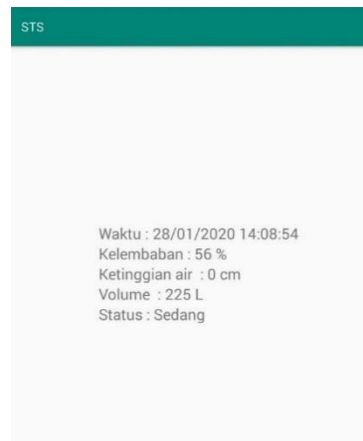 STS
Waktu : 28/01/2020 14:08:54
Kelembaban : 56 %
Ketinggian air : 0 cm
Volume : 225 L
Status : Sedang